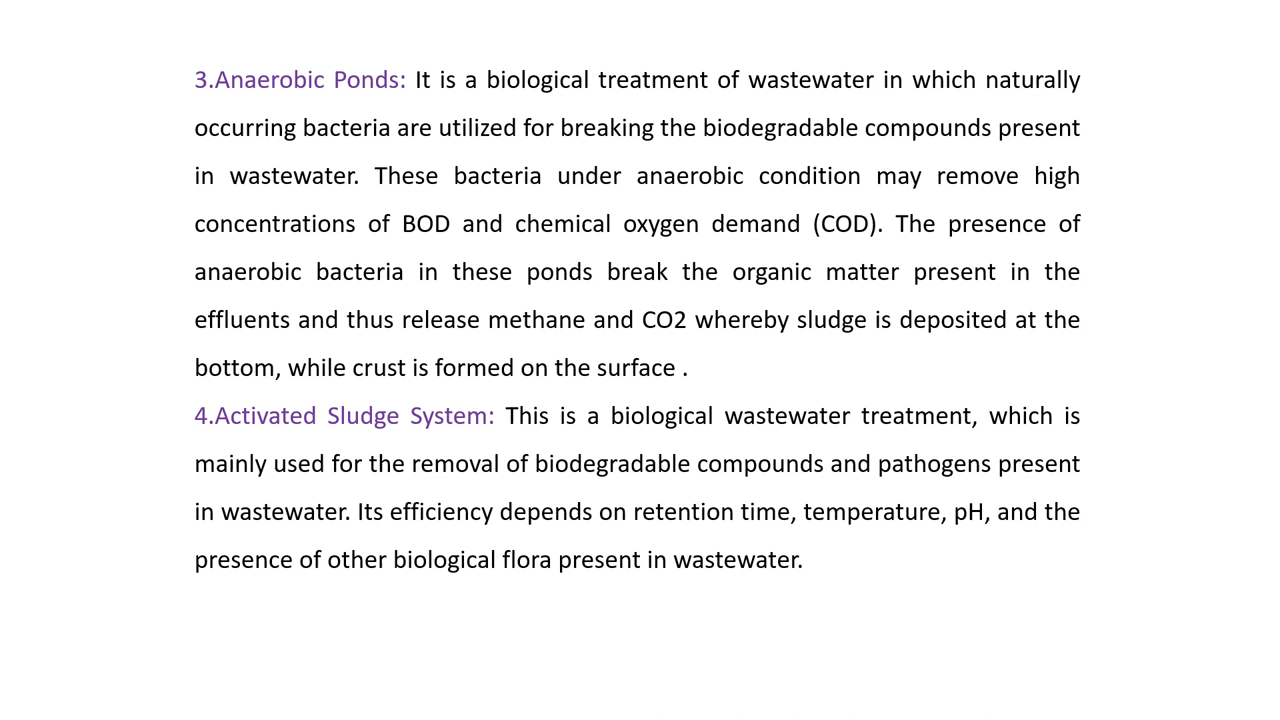 3.Anaerobic Ponds: It is a biological treatment of wastewater in which naturally
occurring bacteria are utilized for breaking the biodegradable compounds present
in wastewater. These bacteria under anaerobic condition may remove high
concentrations of BOD and chemical oxygen demand (COD). The presence of
anaerobic bacteria in these ponds break the organic matter present in the
effluents and thus release methane and CO2 whereby sludge is deposited at the
bottom, while crust is formed on the surface .
4.Activated Sludge System: This is a biological wastewater treatment, which is
mainly used for the removal of biodegradable compounds and pathogens present
in wastewater. Its efficiency depends on retention time, temperature, pH, and the
presence of other biological flora present in wastewater.